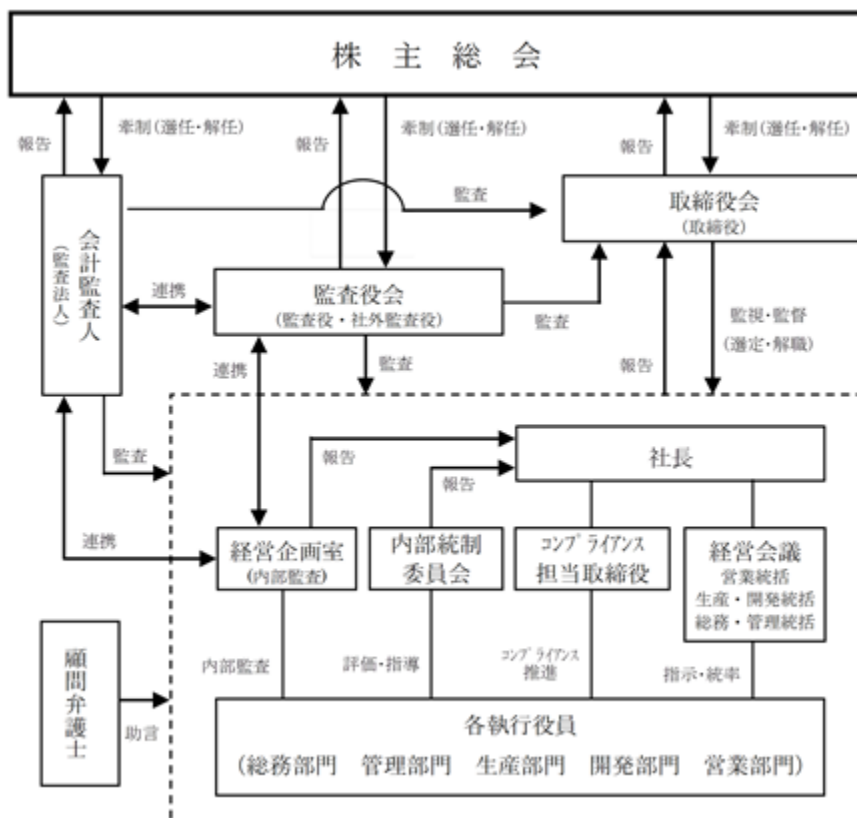 株 主 総 会
報告
牽制(選任・解任)
報告
牽制(選任・解任)
報告
牽制(選任・解任)
会計監査人
(監査法人)
監査
取締役会
(取締役)
連携
監査役会
(監査役・社外監査役)
監査
監視・監督
(選定・解職)
連携
監査
報告
監査
報告
社長
報告
連携
経営企画室
(内部監査)
内部統制
委員会
コンプライアンス
担当取締役
経営会議
営業統括
生産・開発統括
総務・管理統括
顧問弁護士
助言
内部監査
評価・指導
コンプライアンス
推進
指示・統率
各執行役員
(総務部門 管理部門 生産部門 開発部門 営業部門)